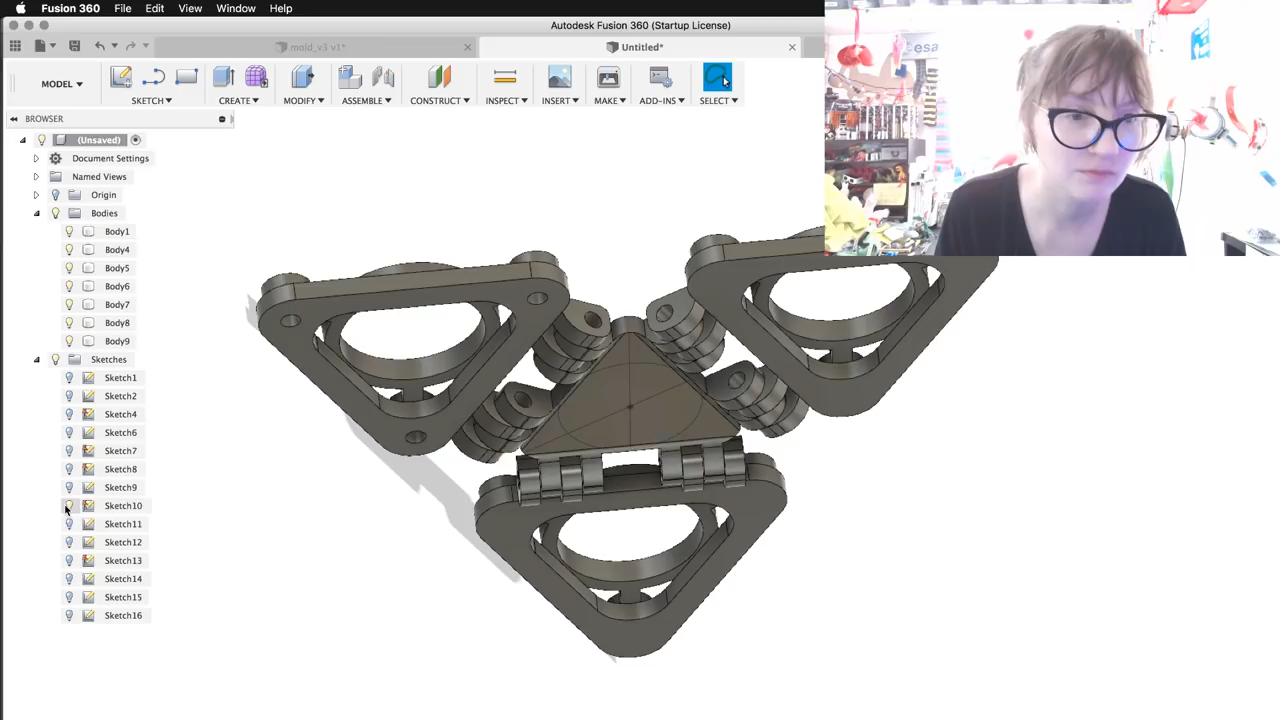 Fusion 360 File Edit View Window Help
Autodesk Fusion 360 (Startup License)
mold_v3 v1*
Untitled*
MODEL
SKETCH CREATE MODIFY ASSEMBLE CONSTRUCT INSPECT INSERT MAKE ADD-INS SELECT
BROWSER
(Unsaved)
Document Settings
Named Views
Origin
Bodies
Body1
Body4
Body5
Body6
Body7
Body8
Body9
Sketches
Sketch1
Sketch2
Sketch4
Sketch6
Sketch7
Sketch8
Sketch9
Sketch10
Sketch11
Sketch12
Sketch13
Sketch14
Sketch15
Sketch16